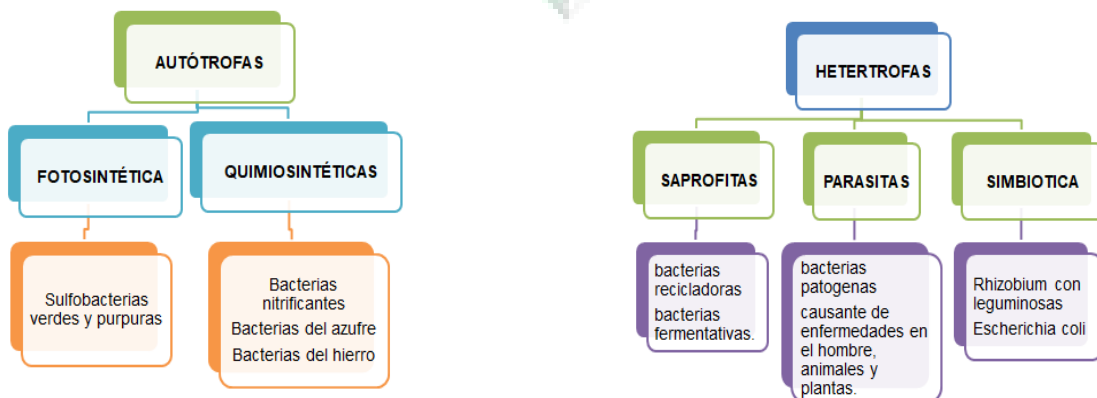 AUTÓTROFAS
FOTOSINTÉTICA
QUIMIOSINTÉTICAS
Sulfobacterias
verdes y purpuras
Bacterias
nitrificantes
Bacterias del azufre
Bacterias del hierro
HETERTROFAS
SAPROFITAS
PARASITAS
SIMBIOTICA
bacterias
recicladoras
bacterias
fermentativas.
bacterias
patogenas
causante de
enfermedades en
el hombre,
animales y
plantas.
Rhizobium con
leguminosas
Escherichia coli